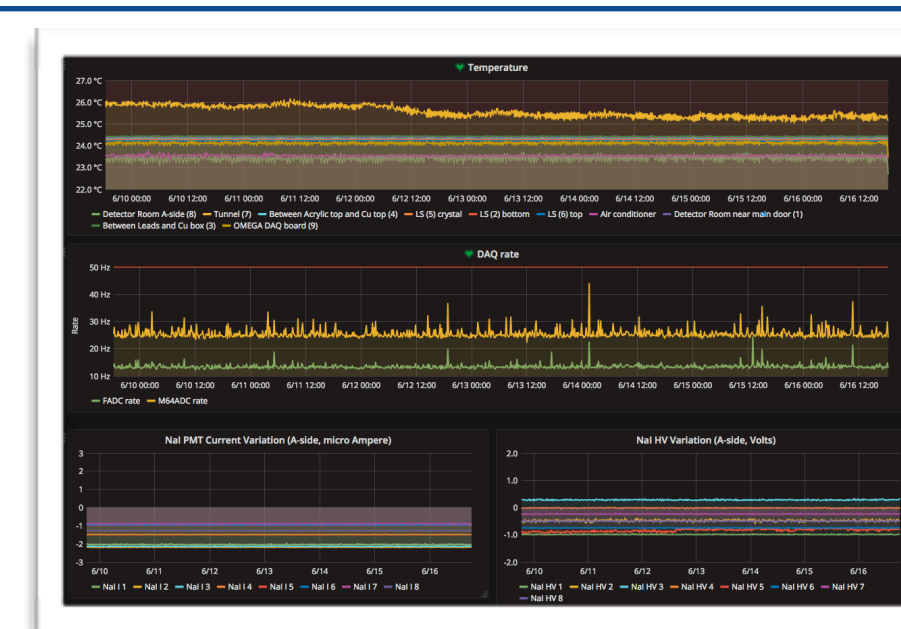 Temperature
27.0 °C
26.0 °C
25.0 °C
24.0 °C
23.0 °C
22.0 °C
6/10 00:00 6/10 12:00 6/11 00:00 6/11 12:00 6/12 00:00 6/12 12:00 6/13 00:00 6/13 12:00 6/14 00:00 6/14 12:00 6/15 00:00 6/15 12:00 6/16 00:00 6/16 12:00
Detector Room A-side (8) Tunnel (7) Between Acrylic top and Cu top (4) LS (5) crystal LS (2) bottom LS (6) top Air conditioner Detector Room near main door (1)
Between Leads and Cu box (3) OMEGA DAQ board (9)
DAQ rate
50 Hz
40 Hz
30 Hz
20 Hz
10 Hz
Rate
6/10 00:00 6/10 12:00 6/11 00:00 6/11 12:00 6/12 00:00 6/12 12:00 6/13 00:00 6/13 12:00 6/14 00:00 6/14 12:00 6/15 00:00 6/15 12:00 6/16 00:00 6/16 12:00
FADC rate M64ADC rate
NaI PMT Current Variation (A-side, micro Ampere)
3
2
1
0
-1
-2
-3
6/10 6/11 6/12 6/13 6/14 6/15 6/16
NaI I 1 NaI I 2 NaI I 3 NaI I 4 NaI I 5 NaI I 6 NaI I 7 NaI I 8
NaI HV Variation (A-side, Volts)
2.0
1.0
0
-1.0
-2.0
6/10 6/11 6/12 6/13 6/14 6/15 6/16
NaI HV 1 NaI HV 2 NaI HV 3 NaI HV 4 NaI HV 5 NaI HV 6 NaI HV 7
NaI HV 8